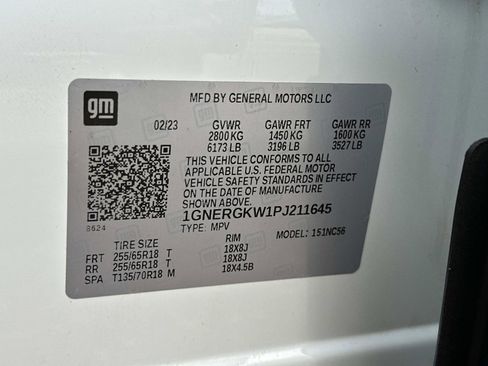 gm
MFD BY GENERAL MOTORS LLC
02/23 GVWR GAWR FRT GAWR RR
2800 KG 1450 KG 1600 KG
6173 LB 3196 LB 3527 LB
THIS VEHICLE CONFORMS TO ALL
APPLICABLE U.S. FEDERAL MOTOR
VEHICLE SAFETY STANDARDS IN EFFECT
ON THE DATE OF MANUFACTURE
SHOWN ABOVE.
8624
1GNERGKW1PJ211645
TYPE: MPV MODEL: 151NC56
TIRE SIZE RIM
FRT 255/65R18 T 18X8J
RR 255/65R18 T 18X8J
SPA T135/70R18 M 18X4.5B